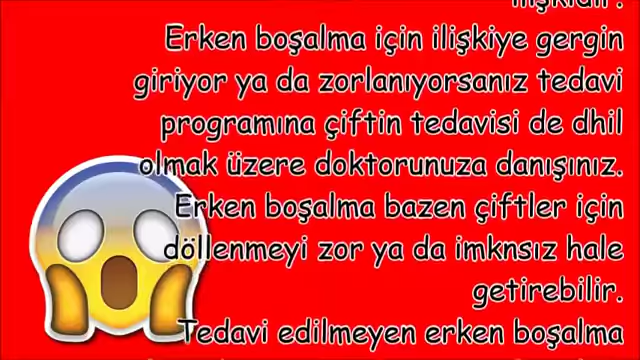 ilişkidir.
Erken boşalma için ilişkiye gergin
giriyor ya da zorlanıyorsanız tedavi
programına çiftin tedavisi de dhil
olmak üzere doktorunuza danışınız.
Erken boşalma bazen çiftler için
döllenmeyi zor ya da imknsız hale
getirebilir.
Tedavi edilmeyen erken boşalma